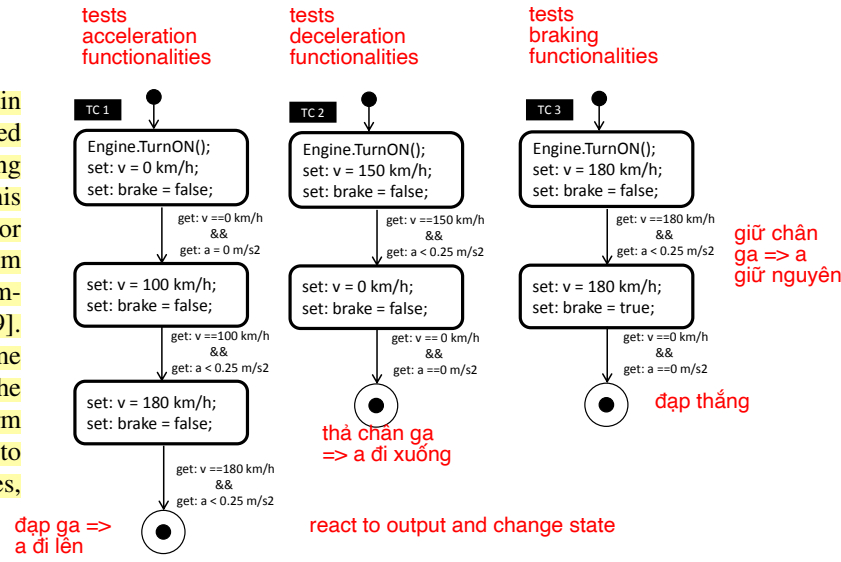 in
ed
ng
his
or
m
m-
9].
ne
he
rm
to
es,
tests
acceleration
functionalities
TC 1
Engine.TurnON();
set: v = 0 km/h;
set: brake = false;
get: v ==0 km/h
&&
get: a = 0 m/s2
set: v = 100 km/h;
set: brake = false;
get: v ==100 km/h
&&
get: a < 0.25 m/s2
set: v = 180 km/h;
set: brake = false;
get: v ==180 km/h
&&
get: a < 0.25 m/s2
đạp ga =>
a đi lên
tests
deceleration
functionalities
TC 2
Engine.TurnON();
set: v = 150 km/h;
set: brake = false;
get: v ==150 km/h
&&
get: a < 0.25 m/s2
set: v = 0 km/h;
set: brake = false;
get: v == 0 km/h
&&
get: a ==0 m/s2
thả chân ga
=> a đi xuống
tests
braking
functionalities
TC 3
Engine.TurnON();
set: v = 180 km/h;
set: brake = false;
get: v ==180 km/h
&&
get: a < 0.25 m/s2
giữ chân
ga => a
giữ nguyên
set: v = 180 km/h;
set: brake = true;
get: v ==0 km/h
&&
get: a ==0 m/s2
đạp thắng
react to output and change state